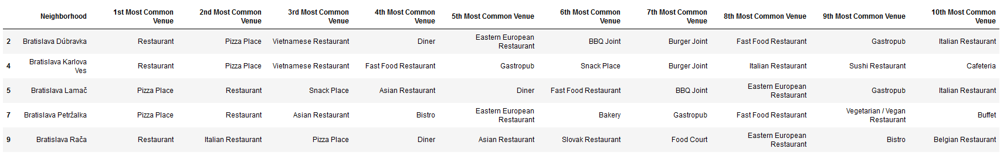 Neighborhood 1st Most Common Venue 2nd Most Common Venue 3rd Most Common Venue 4th Most Common Venue 5th Most Common Venue 6th Most Common Venue 7th Most Common Venue 8th Most Common Venue 9th Most Common Venue 10th Most Common Venue
2 Bratislava Dúbravka Restaurant Pizza Place Vietnamese Restaurant Diner Eastern European Restaurant BBQ Joint Burger Joint Fast Food Restaurant Gastropub Italian Restaurant
4 Bratislava Karlova Ves Restaurant Pizza Place Vietnamese Restaurant Fast Food Restaurant Gastropub Snack Place Burger Joint Italian Restaurant Sushi Restaurant Cafeteria
5 Bratislava Lamač Pizza Place Restaurant Snack Place Asian Restaurant Diner Fast Food Restaurant BBQ Joint Eastern European Restaurant Gastropub Italian Restaurant
7 Bratislava Petržalka Pizza Place Restaurant Asian Restaurant Bistro Eastern European Restaurant Bakery Gastropub Fast Food Restaurant Vegetarian / Vegan Restaurant Buffet
9 Bratislava Rača Restaurant Italian Restaurant Pizza Place Diner Asian Restaurant Slovak Restaurant Food Court Eastern European Restaurant Bistro Belgian Restaurant